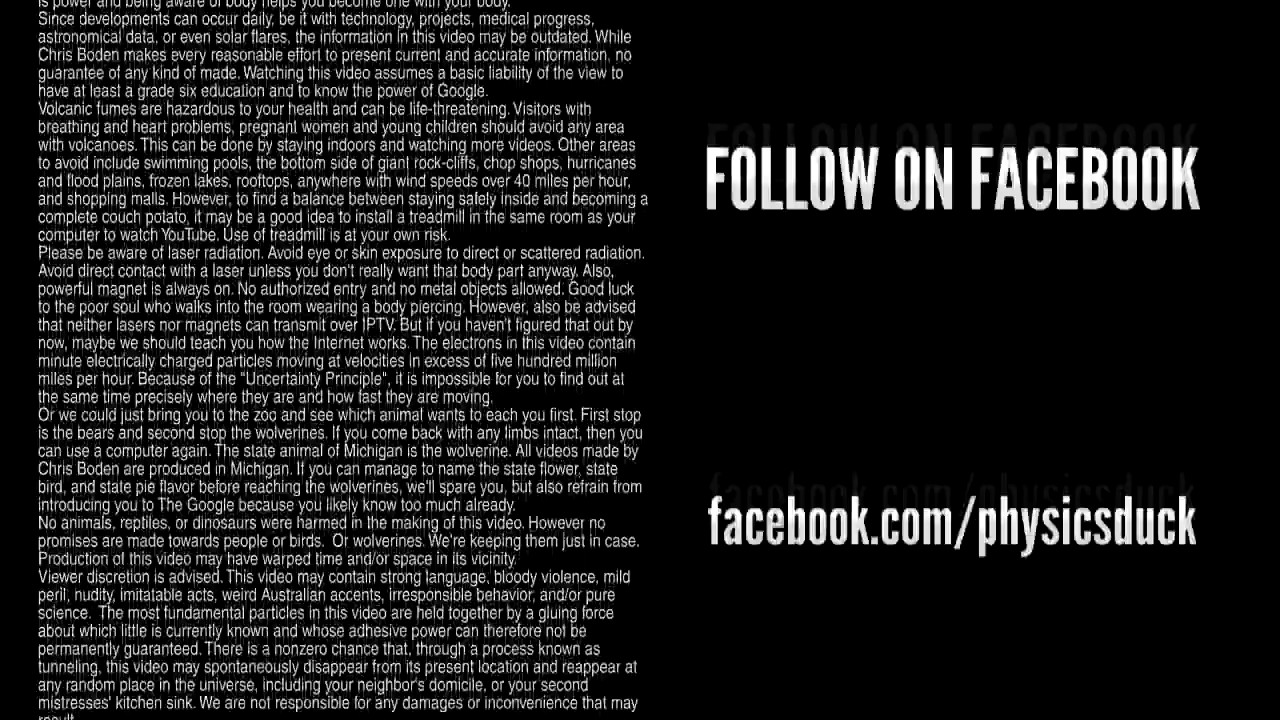 is power and being aware of body helps you become one with your body.
Since developments can occur daily, be it with technology, projects, medical progress,
astronomical data, or even solar flares, the information in this video may be outdated. While
Chris Boden makes every reasonable effort to present current and accurate information, no
guarantee of any kind of made. Watching this video assumes a basic liability of the view to
have at least a grade six education and to know the power of Google.
Volcanic fumes are hazardous to your health and can be life-threatening. Visitors with
breathing and heart problems, pregnant women and young children should avoid any area
with volcanoes. This can be done by staying indoors and watching more videos. Other areas
to avoid include swimming pools, the bottom side of giant rock-cliffs, chop shops, hurricanes
and flood plains, frozen lakes, rooftops, anywhere with wind speeds over 40 miles per hour,
and shopping malls. However, to find a balance between staying safely inside and becoming a
complete couch potato, it may be a good idea to install a treadmill in the same room as your
computer to watch YouTube. Use of treadmill is at your own risk.
Please be aware of laser radiation. Avoid eye or skin exposure to direct or scattered radiation.
Avoid direct contact with a laser unless you don't really want that body part anyway. Also,
powerful magnet is always on. No authorized entry and no metal objects allowed. Good luck
to the poor soul who walks into the room wearing a body piercing. However, also be advised
that neither lasers nor magnets can transmit over IPTV. But if you haven't figured that out by
now, maybe we should teach you how the Internet works. The electrons in this video contain
minute electrically charged particles moving at velocities in excess of five hundred million
miles per hour. Because of the "Uncertainty Principle", it is impossible for you to find out at
the same time precisely where they are and how fast they are moving.
Or we could just bring you to the zoo and see which animal wants to each you first. First stop
is the bears and second stop the wolverines. If you come back with any limbs intact, then you
can use a computer again. The state animal of Michigan is the wolverine. All videos made by
Chris Boden are produced in Michigan. If you can manage to name the state flower, state
bird, and state pie flavor before reaching the wolverines, we'll spare you, but also refrain from
introducing you to The Google because you likely know too much already.
No animals, reptiles, or dinosaurs were harmed in the making of this video. However no
promises are made towards people or birds. Or wolverines. We're keeping them just in case.
Production of this video may have warped time and/or space in its vicinity.
Viewer discretion is advised. This video may contain strong language, bloody violence, mild
peril, nudity, imitatable acts, weird Australian accents, irresponsible behavior, and/or pure
science. The most fundamental particles in this video are held together by a gluing force
about which little is currently known and whose adhesive power can therefore not be
permanently guaranteed. There is a nonzero chance that, through a process known as
tunneling, this video may spontaneously disappear from its present location and reappear at
any random place in the universe, including your neighbor's domicile, or your second
mistresses' kitchen sink. We are not responsible for any damages or inconvenience that may
result.
FOLLOW ON FACEBOOK
facebook.com/physicsduck